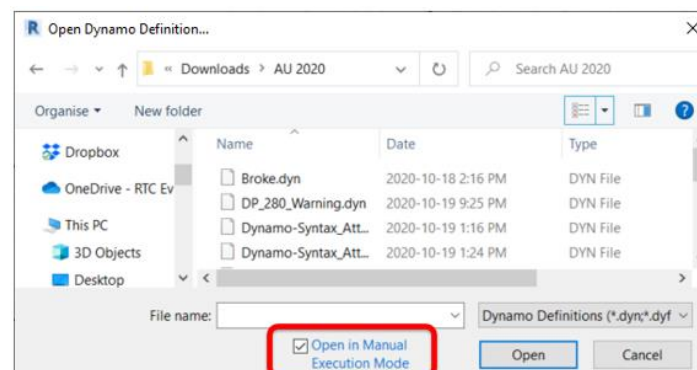 R Open Dynamo Definition...
« Downloads > AU 2020
Search AU 2020
Organise New folder
Name Date Type
Dropbox
OneDrive - RTC Ev
This PC
3D Objects
Desktop
Broke.dyn 2020-10-18 2:16 PM DYN File
DP_280_Warning.dyn 2020-10-19 9:25 PM DYN File
Dynamo-Syntax_Att... 2020-10-19 1:16 PM DYN File
Dynamo-Syntax_Att... 2020-10-19 1:24 PM DYN File
File name:
Dynamo Definitions (*.dyn;*.dyf
Open in Manual
Execution Mode
Open Cancel